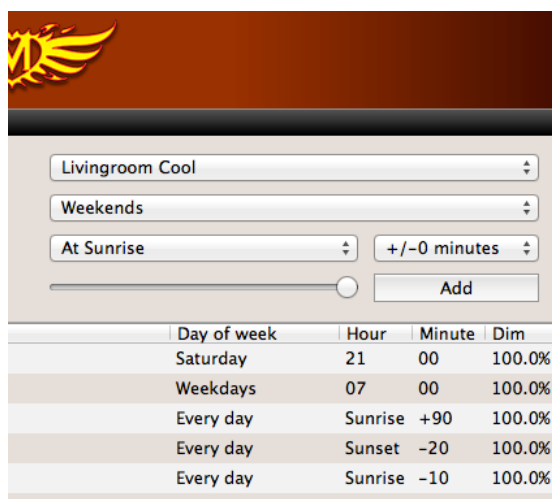 Livingroom Cool
Weekends
At Sunrise +/-0 minutes
Add
Day of week Hour Minute Dim
Saturday 21 00 100.0%
Weekdays 07 00 100.0%
Every day Sunrise +90 100.0%
Every day Sunset -20 100.0%
Every day Sunrise -10 100.0%